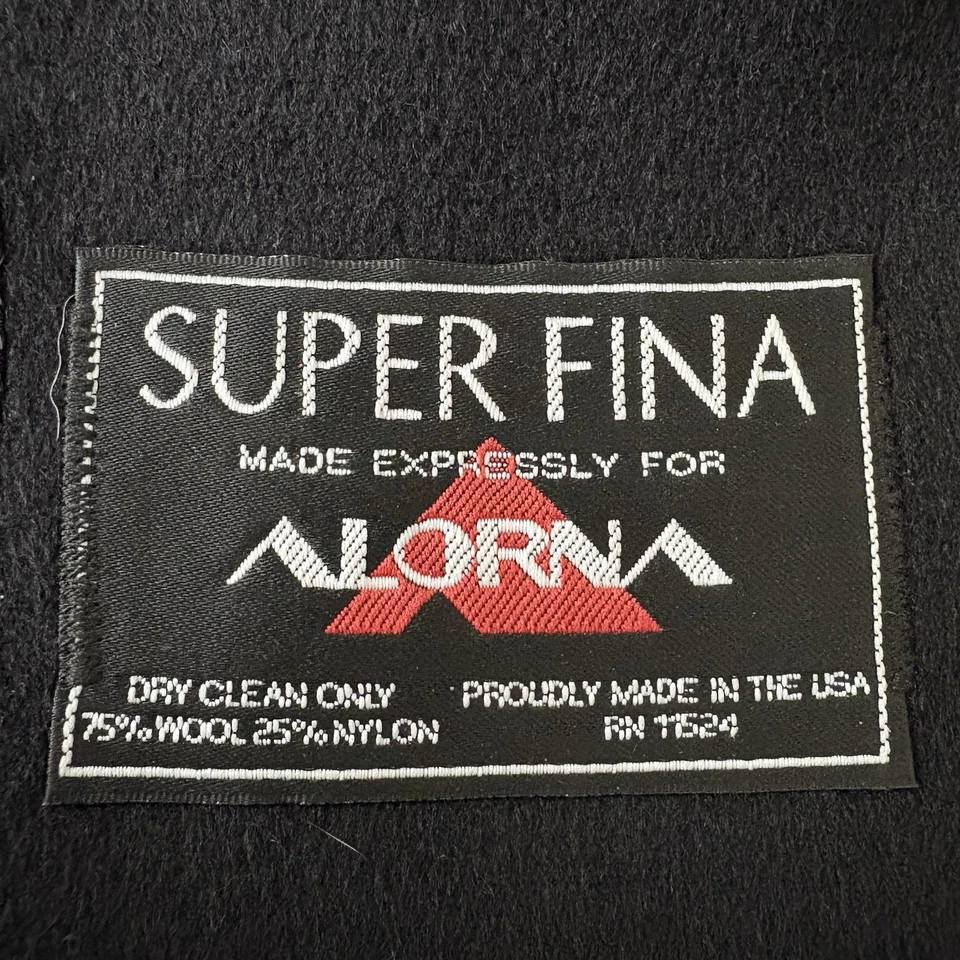 SUPER FINA
MADE EXPRESSLY FOR
ALORNA
DRY CLEAN ONLY
75% WOOL 25% NYLON
PROUDLY MADE IN THE USA
RN 11524